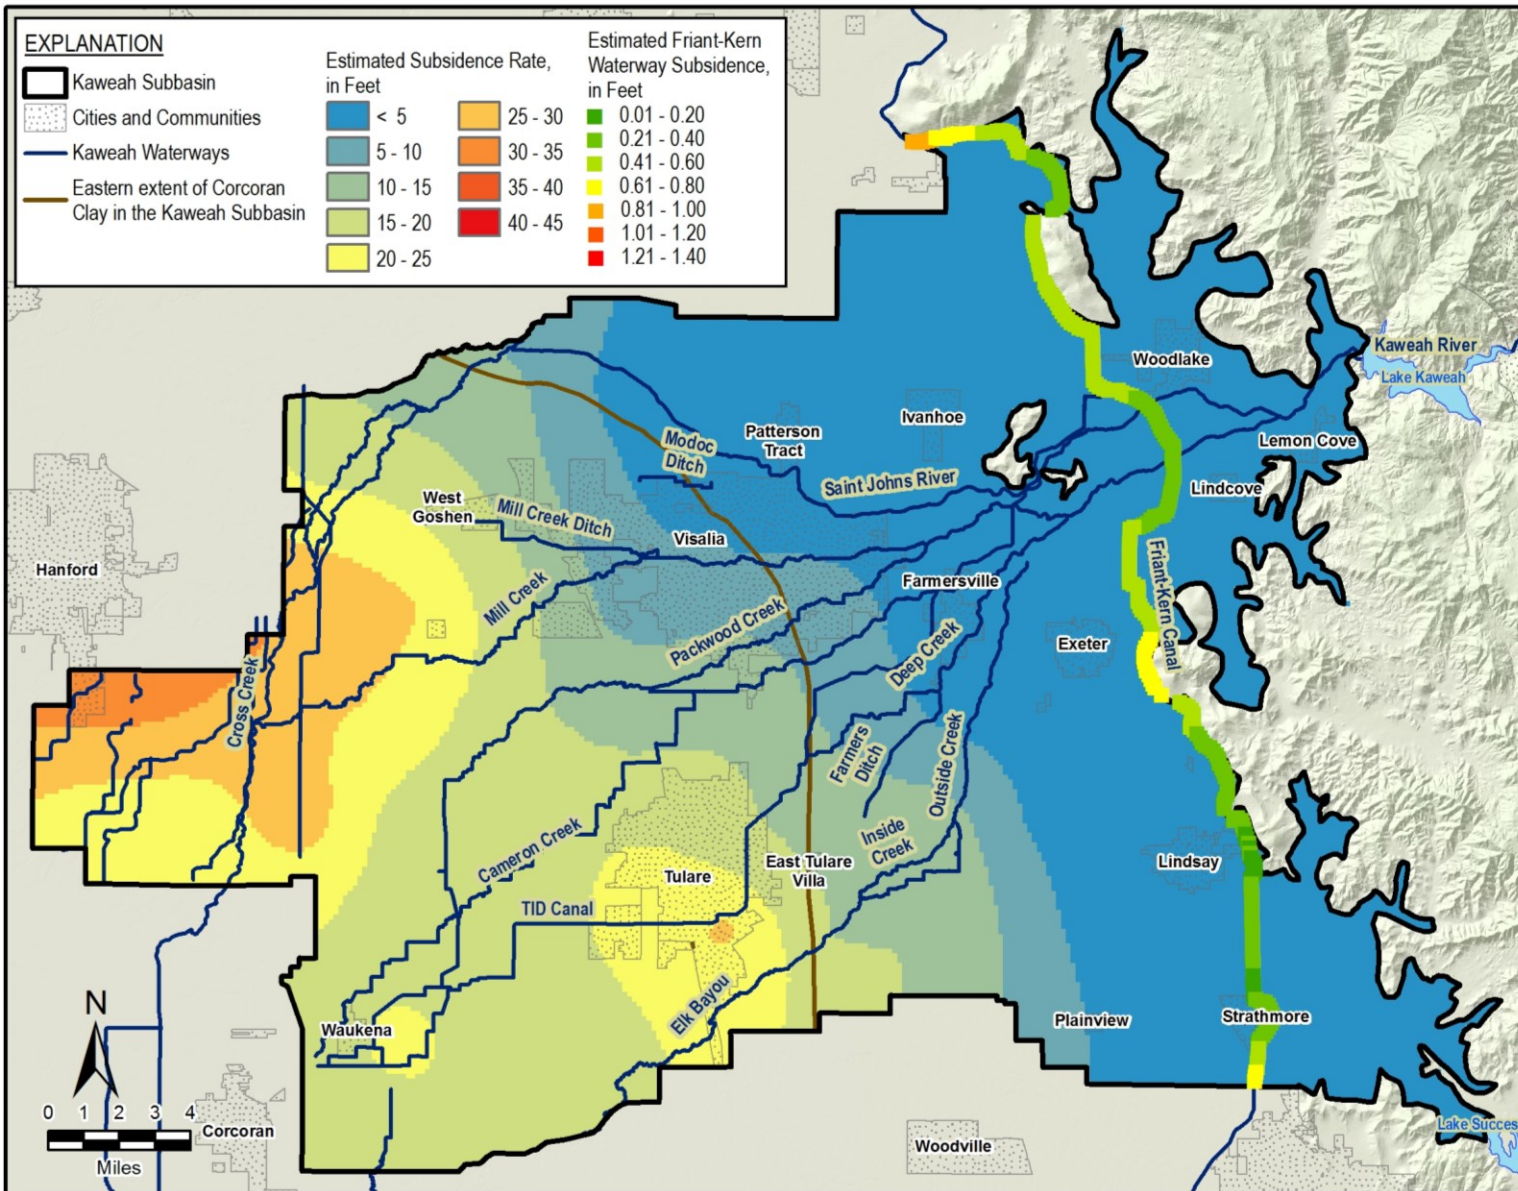 EXPLANATION
Kaweah Subbasin
Cities and Communities
Kaweah Waterways
Eastern extent of Corcoran
Clay in the Kaweah Subbasin
Estimated Subsidence Rate,
in Feet
< 5
5 - 10
10 - 15
15 - 20
20 - 25
25 - 30
30 - 35
35 - 40
40 - 45
Estimated Friant-Kern
Waterway Subsidence,
in Feet
0.01 - 0.20
0.21 - 0.40
0.41 - 0.60
0.61 - 0.80
0.81 - 1.00
1.01 - 1.20
1.21 - 1.40
Kaweah River
Lake Kaweah
Woodlake
Ivanhoe
Patterson
Tract
Lemon Cove
Modoc
Ditch
Saint Johns River
Lindcove
West
Goshen
Mill Creek Ditch
Visalia
Hanford
Mill Creek
Farmersville
Friant-Kern Canal
Packwood Creek
Deep Creek
Exeter
Cross Creek
Farmers
Ditch
Outside Creek
Inside
Creek
Cameron Creek
East Tulare
Villa
Tulare
Lindsay
TID Canal
Elk Bayou
Waukena
Plainview
Strathmore
N
0 1 2 3 4
Miles
Corcoran
Woodville
Lake Succes